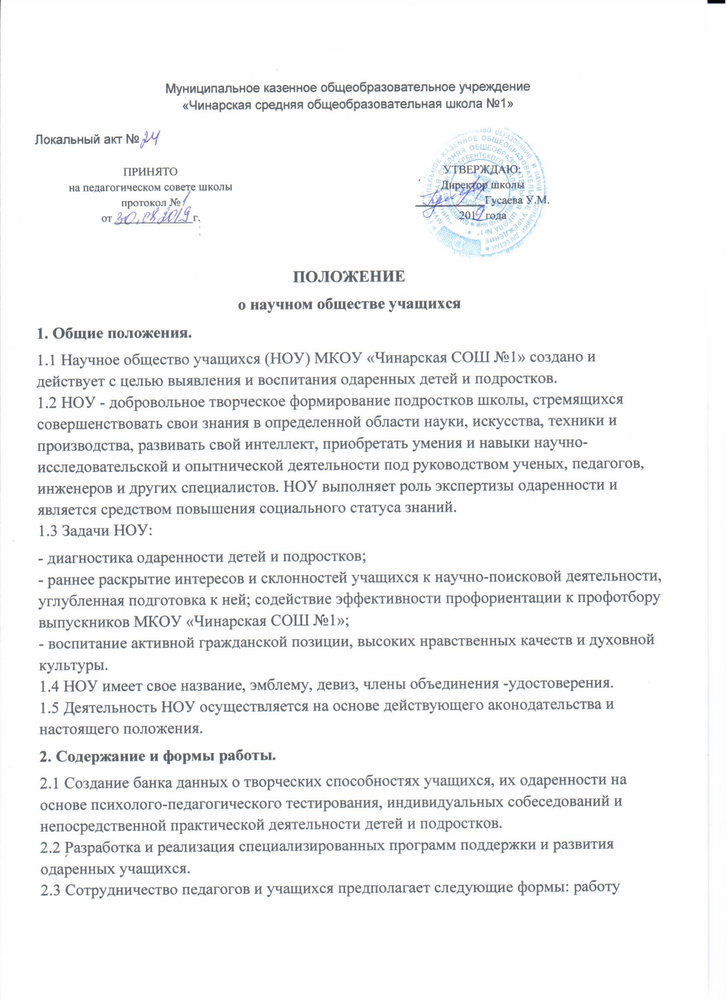 Муниципальное казенное общеобразовательное учреждение
«Чинарская средняя общеобразовательная школа №1»
Локальный акт № 24
ПРИНЯТО
на педагогическом совете школы
протокол № 1
от 30.08 2019 г.
УТВЕРЖДАЮ:
Директор школы
Гусаева У.М.
2019 года
ПОЛОЖЕНИЕ
о научном обществе учащихся
1. Общие положения.
1.1 Научное общество учащихся (НОУ) МКОУ «Чинарская СОШ №1» создано и
действует с целью выявления и воспитания одаренных детей и подростков.
1.2 НОУ - добровольное творческое формирование подростков школы, стремящихся
совершенствовать свои знания в определенной области науки, искусства, техники и
производства, развивать свой интеллект, приобретать умения и навыки научно-
исследовательской и опытнической деятельности под руководством ученых, педагогов,
инженеров и других специалистов. НОУ выполняет роль экспертизы одаренности и
является средством повышения социального статуса знаний.
1.3 Задачи НОУ:
- диагностика одаренности детей и подростков;
- раннее раскрытие интересов и склонностей учащихся к научно-поисковой деятельности,
углубленная подготовка к ней; содействие эффективности профориентации к профотбору
выпускников МКОУ «Чинарская СОШ №1»;
- воспитание активной гражданской позиции, высоких нравственных качеств и духовной
культуры.
1.4 НОУ имеет свое название, эмблему, девиз, члены объединения -удостоверения.
1.5 Деятельность НОУ осуществляется на основе действующего аконодательства и
настоящего положения.
2. Содержание и формы работы.
2.1 Создание банка данных о творческих способностях учащихся, их одаренности на
основе психолого-педагогического тестирования, индивидуальных собеседований и
непосредственной практической деятельности детей и подростков.
2.2 Разработка и реализация специализированных программ поддержки и развития
одаренных учащихся.
2.3 Сотрудничество педагогов и учащихся предполагает следующие формы: работу